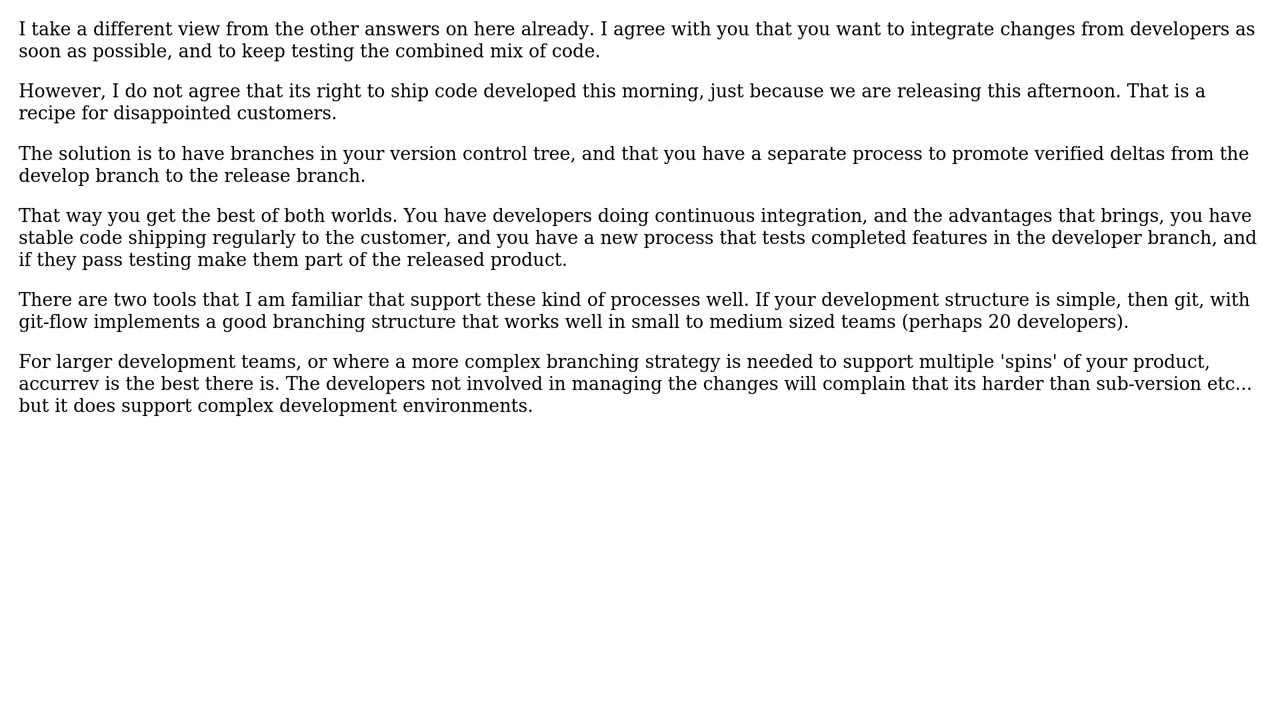 I take a different view from the other answers on here already. I agree with you that you want to integrate changes from developers as
soon as possible, and to keep testing the combined mix of code.
However, I do not agree that its right to ship code developed this morning, just because we are releasing this afternoon. That is a
recipe for disappointed customers.
The solution is to have branches in your version control tree, and that you have a separate process to promote verified deltas from the
develop branch to the release branch.
That way you get the best of both worlds. You have developers doing continuous integration, and the advantages that brings, you have
stable code shipping regularly to the customer, and you have a new process that tests completed features in the developer branch, and
if they pass testing make them part of the released product.
There are two tools that I am familiar that support these kind of processes well. If your development structure is simple, then git, with
git-flow implements a good branching structure that works well in small to medium sized teams (perhaps 20 developers).
For larger development teams, or where a more complex branching strategy is needed to support multiple 'spins' of your product,
accurrev is the best there is. The developers not involved in managing the changes will complain that its harder than sub-version etc...
but it does support complex development environments.